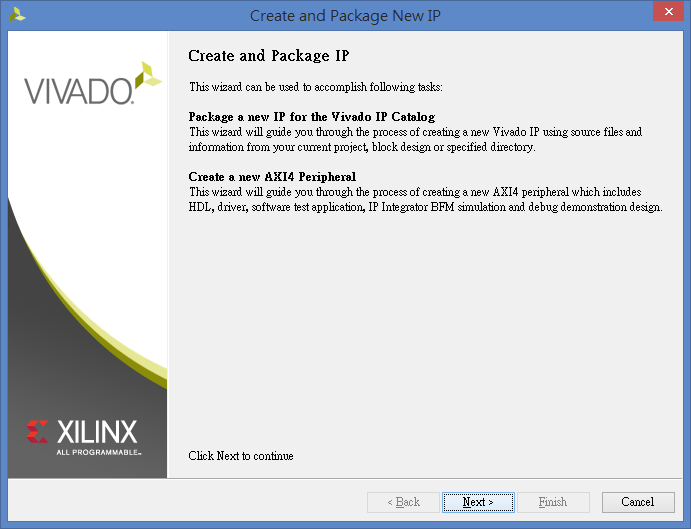 Create and Package New IP
VIVADO
Create and Package IP
This wizard can be used to accomplish following tasks:
Package a new IP for the Vivado IP Catalog
This wizard will guide you through the process of creating a new Vivado IP using source files and
information from your current project, block design or specified directory.
Create a new AXI4 Peripheral
This wizard will guide you through the process of creating a new AXI4 peripheral which includes
HDL, driver, software test application, IP Integrator BFM simulation and debug demonstration design.
XILINX
ALL PROGRAMMABLE™
Click Next to continue
< Back
Next >
Finish
Cancel